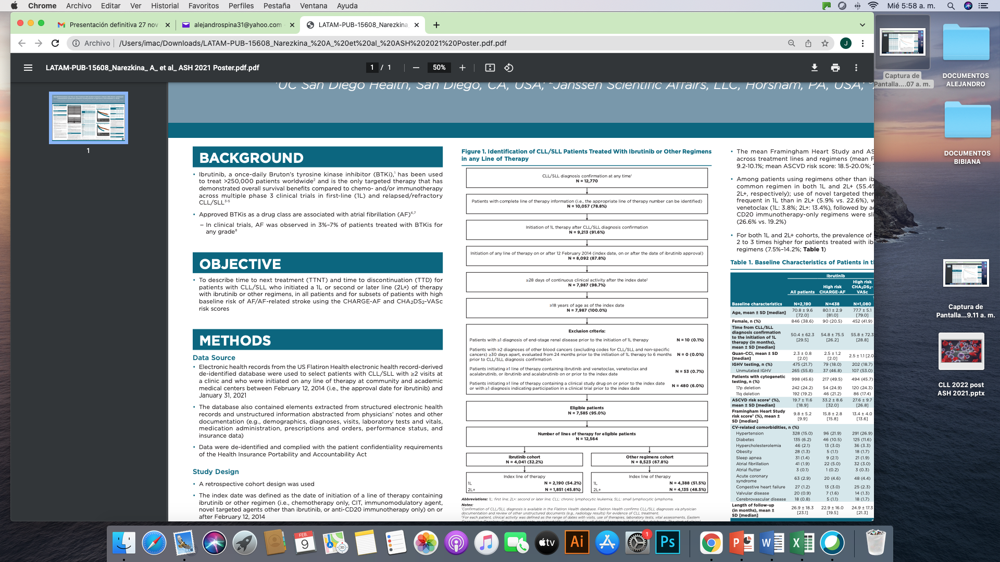 Chrome Archivo Editar Ver Historial Favoritos Perfiles Pestaña Ventana Ayuda
Mié 5:58 a. m.
Presentación definitiva 27 nov
alejandrospina31@yahoo.com
LATAM-PUB-15608_Narezkina_
Archivo /Users/imac/Downloads/LATAM-PUB-15608_Narezkina_%20A_%20et%20al_%20ASH%202021%20Poster.pdf.pdf
J
LATAM-PUB-15608_Narezkina_ A_ et al_ ASH 2021 Poster.pdf.pdf
1 / 1
50%
1
¹UC San Diego Health, San Diego, CA, USA; ²Janssen Scientific Affairs, LLC, Horsham, PA, USA;
BACKGROUND
• Ibrutinib, a once-daily Bruton's tyrosine kinase inhibitor (BTKi),¹ has been used
to treat >250,000 patients worldwide² and is the only targeted therapy that has
demonstrated overall survival benefits compared to chemo- and/or immunotherapy
across multiple phase 3 clinical trials in first-line (1L) and relapsed/refractory
CLL/SLL³⁻⁵
• Approved BTKis as a drug class are associated with atrial fibrillation (AF)⁶,⁷
– In clinical trials, AF was observed in 3%–7% of patients treated with BTKis for
any grade⁸
OBJECTIVE
• To describe time to next treatment (TTNT) and time to discontinuation (TTD) for
patients with CLL/SLL who initiated a 1L or second or later line (2L+) of therapy
with ibrutinib or other regimens, in all patients and for subsets of patients with high
baseline risk of AF/AF-related stroke using the CHARGE-AF and CHA₂DS₂-VASc
risk scores
METHODS
Data Source
• Electronic health records from the US Flatiron Health electronic health record-derived
de-identified database were used to select patients with CLL/SLL with ≥2 visits at
a clinic and who were initiated on any line of therapy at community and academic
medical centers between February 12, 2014 (i.e., the approval date for ibrutinib) and
January 31, 2021
• The database also contained elements extracted from structured electronic health
records and unstructured information abstracted from physicians' notes and other
documentation (e.g., demographics, diagnoses, visits, laboratory tests and vitals,
medication administration, prescriptions and orders, performance status, and
insurance data)
• Data were de-identified and complied with the patient confidentiality requirements
of the Health Insurance Portability and Accountability Act
Study Design
• A retrospective cohort design was used
• The index date was defined as the date of initiation of a line of therapy containing
ibrutinib or other regimen (i.e., chemotherapy only, CIT, immunomodulatory agent,
novel targeted agents other than ibrutinib, or anti-CD20 immunotherapy only) on or
after February 12, 2014
Figure 1. Identification of CLL/SLL Patients Treated With Ibrutinib or Other Regimens
in any Line of Therapy
CLL/SLL diagnosis confirmation at any time¹
N = 12,770
Patients with complete line of therapy information (i.e., the appropriate line of therapy number can be identified)
N = 10,057 (78.8%)
Initiation of 1L therapy after CLL/SLL diagnosis confirmation
N = 9,213 (91.6%)
Initiation of any line of therapy on or after 12 February 2014 (index date, on or after the date of ibrutinib approval)
N = 8,092 (87.8%)
≥28 days of continuous clinical activity after the index date²
N = 7,987 (98.7%)
≥18 years of age as of the index date
N = 7,987 (100.0%)
Exclusion criteria:
Patients with ≥1 diagnosis of end-stage renal disease prior to the initiation of 1L therapy N = 10 (0.1%)
Patients with ≥2 diagnoses of other blood cancers (excluding codes for CLL/SLL and non-specific
cancers) ≥30 days apart, evaluated from 24 months prior to the initiation of 1L therapy to 6 months N = 0 (0.0%)
prior to CLL/SLL diagnosis confirmation
Patients initiating ≥1 line of therapy containing ibrutinib and venetoclax, venetoclax and
acalabrutinib, or ibrutinib and acalabrutinib on or prior to the index date N = 53 (0.7%)
Patients initiating ≥1 line of therapy containing a clinical study drug on or prior to the index date
or with ≥1 diagnosis indicating participation in a clinical trial prior to the index date N = 480 (6.0%)
Eligible patients
N = 7,585 (95.0%)
Number of lines of therapy for eligible patients
N = 12,564
Ibrutinib cohort
N = 4,041 (32.2%)
Other regimens cohort
N = 8,523 (67.8%)
Index line of therapy
1L N = 2,190 (54.2%)
2L+ N = 1,851 (45.8%)
Index line of therapy
1L N = 4,388 (51.5%)
2L+ N = 4,135 (48.5%)
Abbreviations: 1L: first line; 2L+: second or later line; CLL: chronic lymphocytic leukemia; SLL: small lymphocytic lymphoma.
Notes:
¹Confirmation of CLL/SLL diagnosis is available in the Flatiron Health database. Flatiron Health confirms CLL/SLL diagnoses via physician
documentation and review of other unstructured documents (e.g., radiology results) for evidence of CLL treatment.
²For each patient, clinical activity was defined as the range of dates with visits, use of therapies, laboratory tests, vital assessments, Eastern
• The mean Framingham Heart Study and AS
across treatment lines and regimens (mean F
9.2-10.1%; mean ASCVD risk score: 18.5-20.0%;
• Among patients using regimens other than ib
common regimen in both 1L and 2L+ (55.4%
2L+, respectively); use of novel targeted ther
frequent in 1L than in 2L+ (5.9% vs. 22.6%), w
venetoclax (1L: 3.8%; 2L+: 13.4%), followed by a
CD20 immunotherapy-only regimens were sli
(26.6% vs. 19.2%)
• For both 1L and 2L+ cohorts, the prevalence of
2 to 3 times higher for patients treated with ib
regimens (7.5%–14.2%; Table 1)
Table 1. Baseline Characteristics of Patients in t
Ibrutinib
Baseline characteristics All patients High risk CHARGE-AF High risk CHA₂DS₂-VASc
N=2,190 N=438 N=1,080
Age, mean ± SD [median] 70.8 ± 9.6 [72.0] 80.1 ± 2.9 [81.0] 77.7 ± 5.1 [79.0]
Female, n (%) 846 (38.6) 90 (20.5) 452 (41.9)
Time from CLL/SLL diagnosis confirmation to the initiation of 1L therapy (in months), mean ± SD [median] 50.4 ± 62.3 [29.5] 54.8 ± 75.5 [26.2] 55.8 ± 72.3 [28.8]
Quan-CCI, mean ± SD [median] 2.3 ± 0.8 [2.0] 2.5 ± 1.2 [2.0] 2.5 ± 1.1 [2.0
IGHV testing, n (%) 475 (21.7) 79 (18.0) 202 (18.7)
Unmutated IGHV 265 (55.8) 37 (46.8) 107 (53.0)
Patients with cytogenetic testing, n (%) 998 (45.6) 217 (49.5) 494 (45.7)
17p deletion 242 (24.2) 54 (24.9) 120 (24.3)
11q deletion 192 (19.2) 46 (21.2) 86 (17.4)
ASCVD risk score² (%), mean ± SD [median] 19.7 ± 11.6 [18.9] 33.2 ± 8.6 [32.0] 27.6 ± 9.7 [26.8]
Framingham Heart Study risk score³ (%), mean ± SD [median] 9.8 ± 5.2 [9.9] 15.8 ± 2.8 [15.8] 13.4 ± 4.0 [13.6]
CV-related comorbidities, n (%)
Hypertension 328 (15.0) 96 (21.9) 291 (26.9)
Diabetes 135 (6.2) 46 (10.5) 125 (11.6)
Hypercholesterolemia 46 (2.1) 13 (3.0) 36 (3.3)
Obesity 28 (1.3) 5 (1.1) 18 (1.7)
Sleep apnea 31 (1.4) 9 (2.1) 21 (1.9)
Atrial fibrillation 41 (1.9) 22 (5.0) 32 (3.0)
Atrial flutter 3 (0.1) 1 (0.2) 3 (0.3)
Acute coronary syndrome 63 (2.9) 20 (4.6) 48 (4.4)
Congestive heart failure 27 (1.2) 13 (3.0) 25 (2.3)
Valvular disease 20 (0.9) 7 (1.6) 14 (1.3)
Cerebrovascular disease 18 (0.8) 5 (1.1) 18 (1.7)
Length of follow-up (in months), mean ± SD [median] 26.9 ± 18.3 [23.1] 22.9 ± 16.0 [19.5] 24.9 ± 17.3 [21.3]
Captura de
Pantalla....07 a. m.
DOCUMENTOS
ALEJANDRO
DOCUMENTOS
BIBIANA
Captura de
Pantalla...9.11 a. m.
CLL 2022 post
ASH 2021.pptx
FEB.
9
3D
tv
Ai
1
Ps
P
W
X